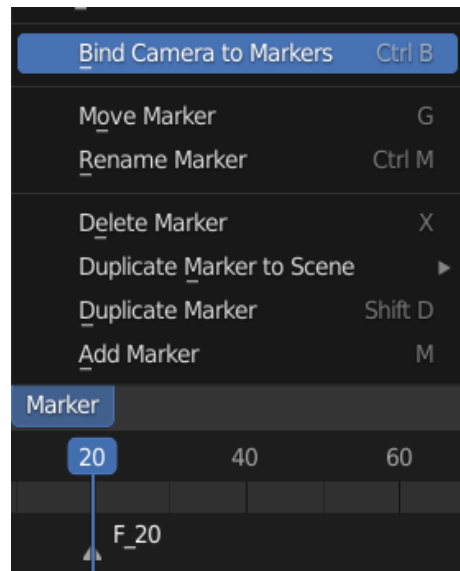 Bind Camera to Markers Ctrl B
Move Marker G
Rename Marker Ctrl M
Delete Marker X
Duplicate Marker to Scene
Duplicate Marker Shift D
Add Marker M
Marker
20 40 60
F_20